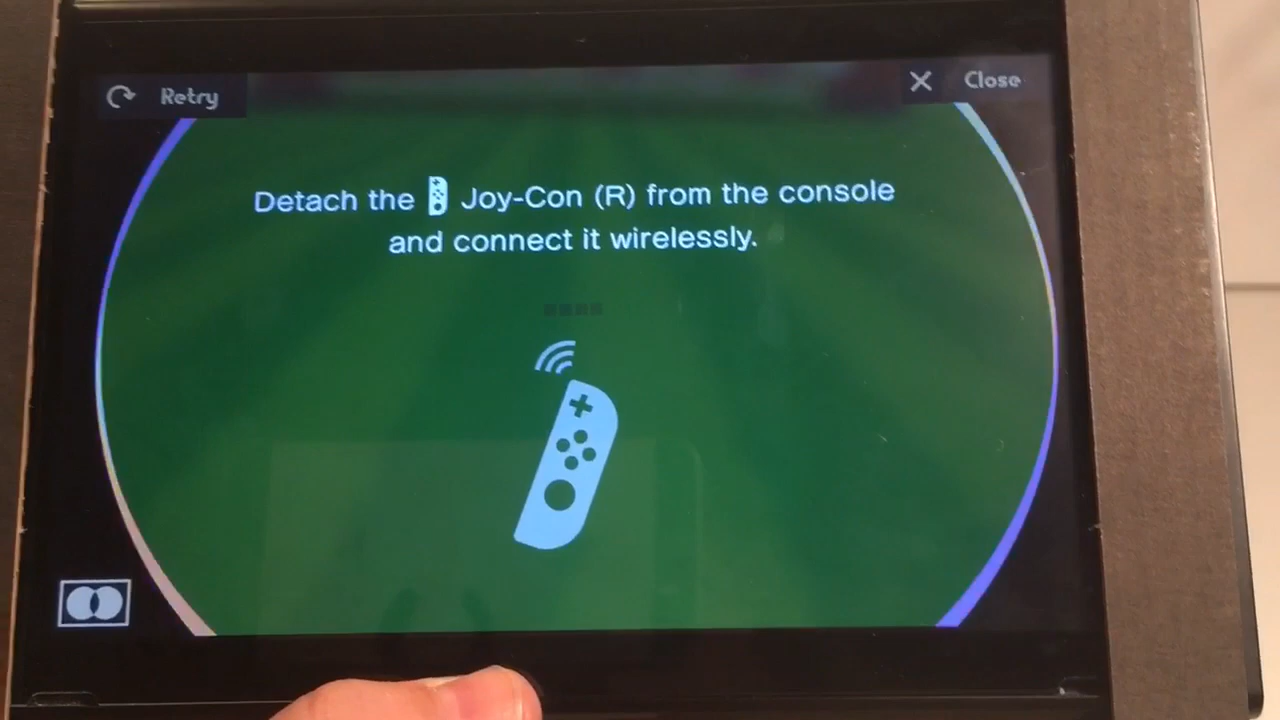 Retry
Close
Detach the Joy-Con (R) from the console
and connect it wirelessly.